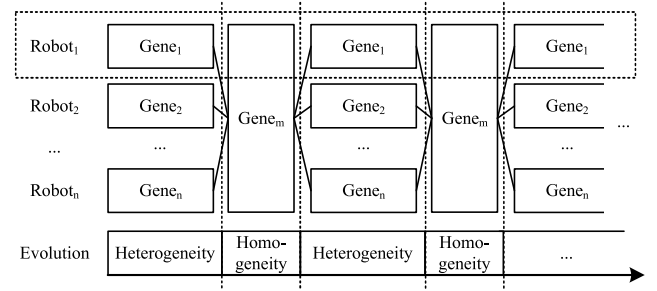 Robot₁ Gene₁ Gene₁ Gene₁
Robot₂ Gene₂ Geneₘ Gene₂ Geneₘ Gene₂ ...
... ... ... ...
Robotₙ Geneₙ Geneₙ Geneₙ
Evolution Heterogeneity Homo-geneity Heterogeneity Homo-geneity ...